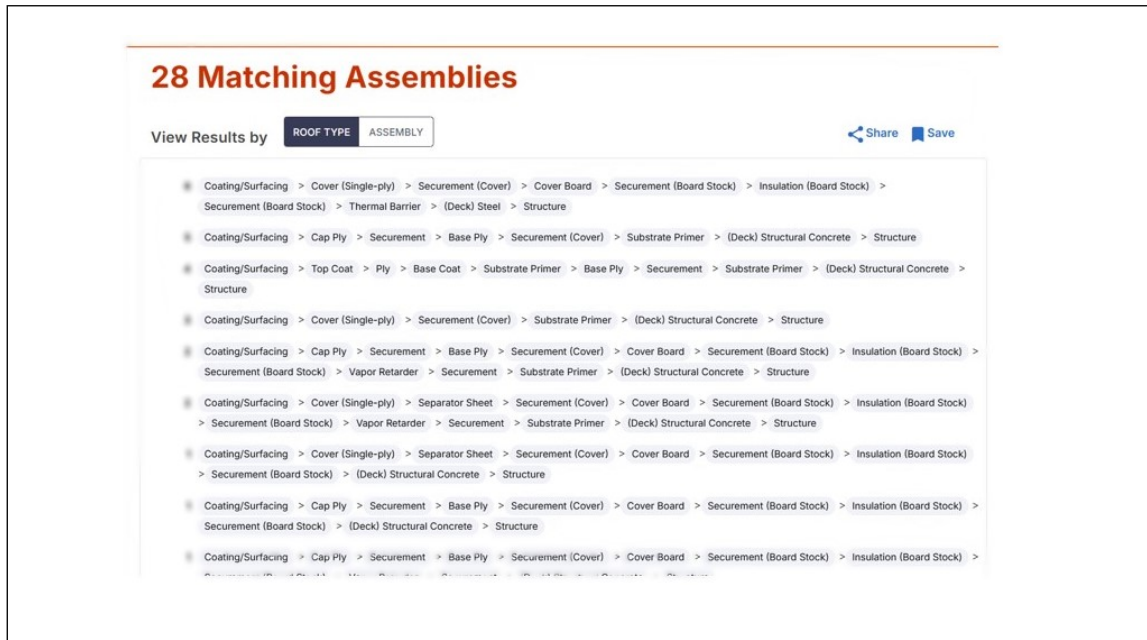 28 Matching Assemblies
View Results by ROOF TYPE ASSEMBLY Share Save
Coating/Surfacing > Cover (Single-ply) > Securement (Cover) > Cover Board > Securement (Board Stock) > Insulation (Board Stock) >
Securement (Board Stock) > Thermal Barrier > (Deck) Steel > Structure
Coating/Surfacing > Cap Ply > Securement > Base Ply > Securement (Cover) > Substrate Primer > (Deck) Structural Concrete > Structure
Coating/Surfacing > Top Coat > Ply > Base Coat > Substrate Primer > Base Ply > Securement > Substrate Primer > (Deck) Structural Concrete >
Structure
Coating/Surfacing > Cover (Single-ply) > Securement (Cover) > Substrate Primer > (Deck) Structural Concrete > Structure
Coating/Surfacing > Cap Ply > Securement > Base Ply > Securement (Cover) > Cover Board > Securement (Board Stock) > Insulation (Board Stock) >
Securement (Board Stock) > Vapor Retarder > Securement > Substrate Primer > (Deck) Structural Concrete > Structure
Coating/Surfacing > Cover (Single-ply) > Separator Sheet > Securement (Cover) > Cover Board > Securement (Board Stock) > Insulation (Board Stock)
> Securement (Board Stock) > Vapor Retarder > Securement > Substrate Primer > (Deck) Structural Concrete > Structure
Coating/Surfacing > Cover (Single-ply) > Separator Sheet > Securement (Cover) > Cover Board > Securement (Board Stock) > Insulation (Board Stock)
> Securement (Board Stock) > (Deck) Structural Concrete > Structure
Coating/Surfacing > Cap Ply > Securement > Base Ply > Securement (Cover) > Cover Board > Securement (Board Stock) > Insulation (Board Stock) >
Securement (Board Stock) > (Deck) Structural Concrete > Structure
Coating/Surfacing > Cap Ply > Securement > Base Ply > Securement (Cover) > Cover Board > Securement (Board Stock) > Insulation (Board Stock) >